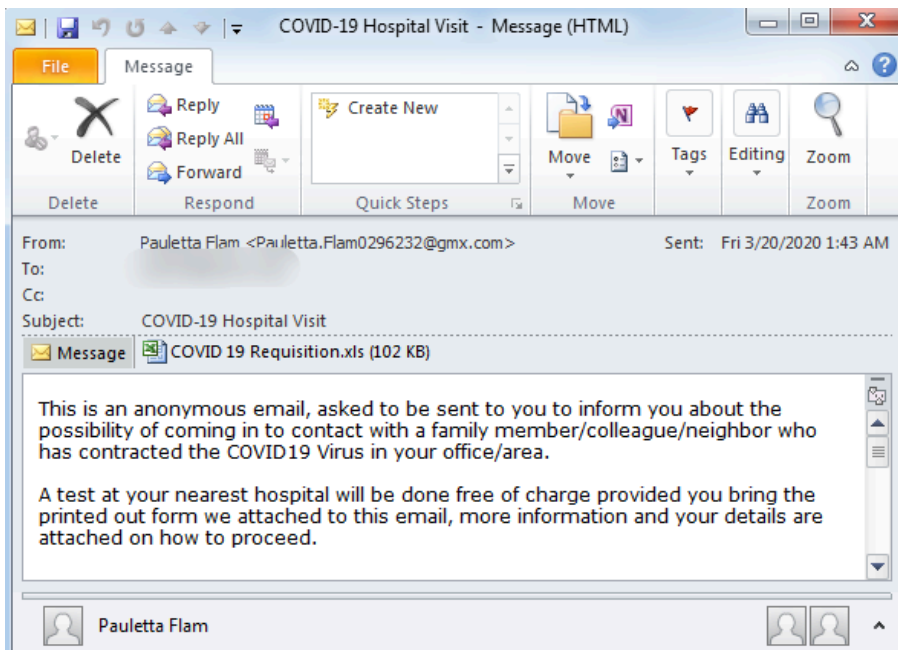 COVID-19 Hospital Visit - Message (HTML)
File Message
Delete
Reply
Reply All
Forward
Create New
Move
Tags
Editing
Zoom
Delete Respond Quick Steps Move Zoom
From: Pauletta Flam <Pauletta.Flam0296232@gmx.com> Sent: Fri 3/20/2020 1:43 AM
To:
Cc:
Subject: COVID-19 Hospital Visit
Message COVID 19 Requisition.xls (102 KB)
This is an anonymous email, asked to be sent to you to inform you about the
possibility of coming in to contact with a family member/colleague/neighbor who
has contracted the COVID19 Virus in your office/area.
A test at your nearest hospital will be done free of charge provided you bring the
printed out form we attached to this email, more information and your details are
attached on how to proceed.
Pauletta Flam